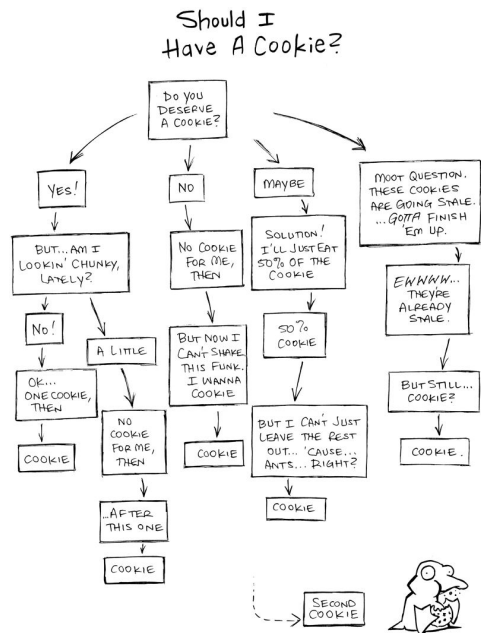 Should I
Have A Cookie?
DO YOU
DESERVE
A COOKIE?
YES!
BUT...AM I
LOOKIN' CHUNKY,
LATELY?
NO!
OK...
ONE COOKIE,
THEN
COOKIE
A LITTLE
NO
COOKIE
FOR ME,
THEN
...AFTER
THIS ONE
COOKIE
NO
NO COOKIE
FOR ME,
THEN
BUT NOW I
CAN'T SHAKE
THIS FUNK.
I WANNA
COOKIE
COOKIE
MAYBE
SOLUTION!
I'LL JUST EAT
50% OF THE
COOKIE
50%
COOKIE
BUT I CAN'T JUST
LEAVE THE REST
OUT... 'CAUSE...
ANTS... RIGHT?
COOKIE
MOOT QUESTION.
THESE COOKIES
ARE GOING STALE.
...GOTTA FINISH
'EM UP.
EWWWW...
THEY'RE
ALREADY
STALE.
BUT STILL...
COOKIE?
COOKIE.
SECOND
COOKIE